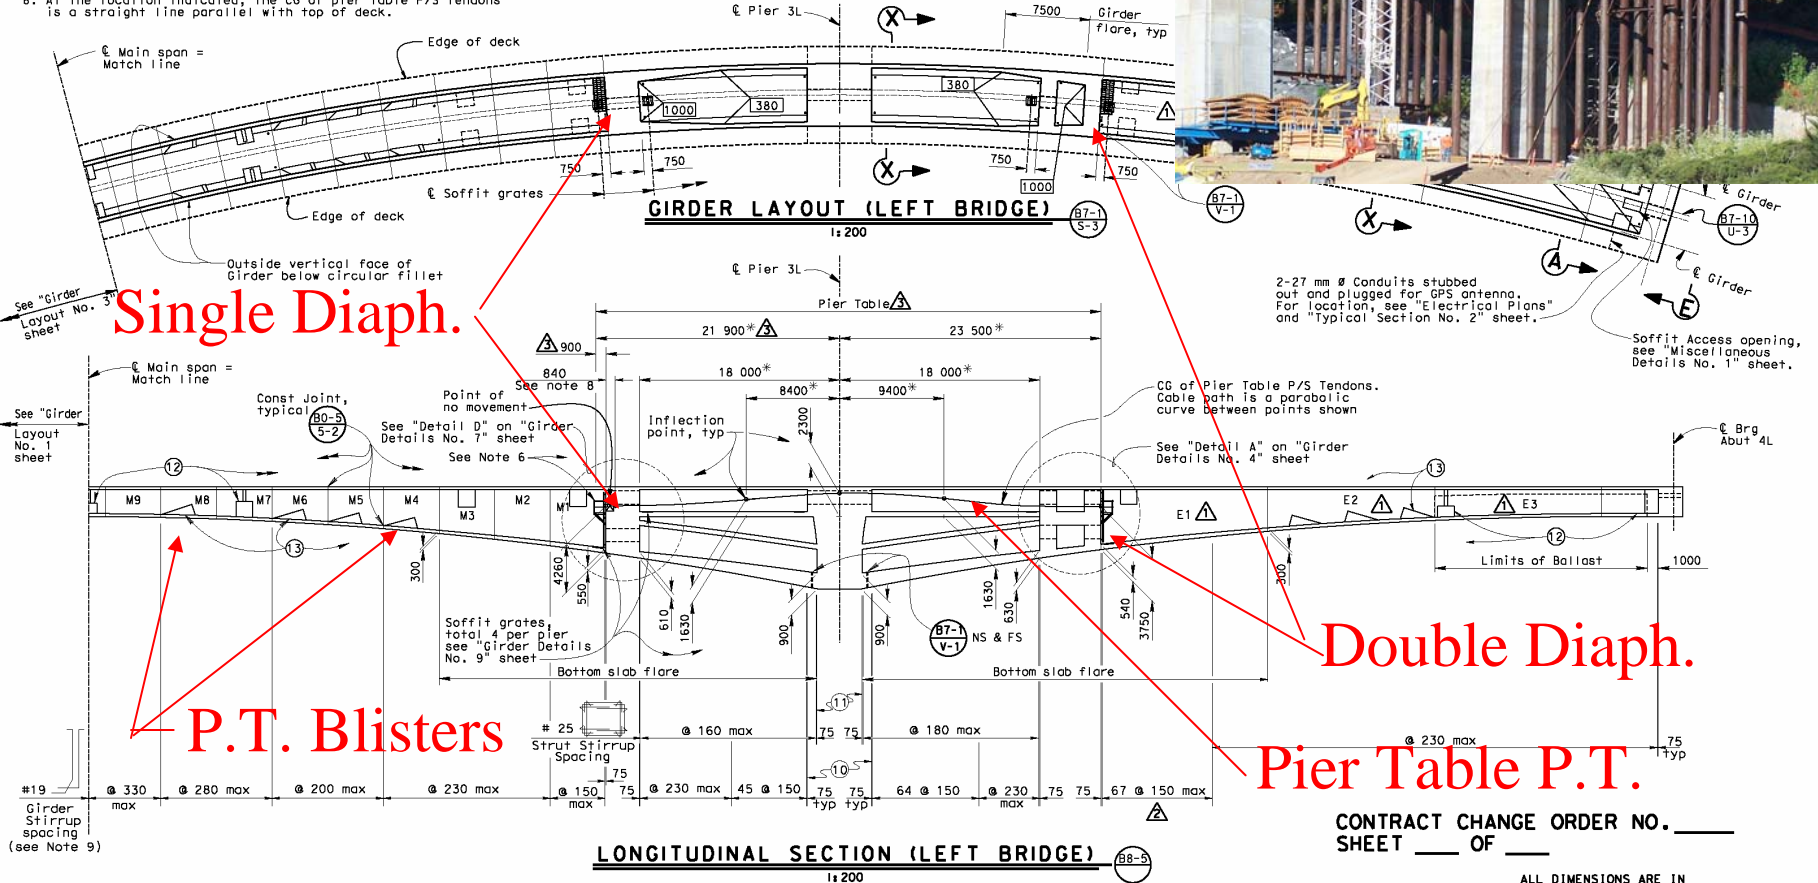 is a straight line parallel with top of deck.
℄ Main span =
Match line
Edge of deck
℄ Pier 3L
X
7500
Girder
flare, typ
1000
380
380
1
750
750
750
750
1000
X
℄ Soffit grates
Edge of deck
GIRDER LAYOUT (LEFT BRIDGE)
1:200
B7-1
S-3
B7-1
V-1
X
℄ Girder
B7-10
U-3
A
℄ Girder
E
Outside vertical face of
Girder below circular fillet
See "Girder
Layout No. 3"
sheet
2-27 mm Ø Conduits stubbed
out and plugged for GPS antenna.
For location, see "Electrical Plans"
and "Typical Section No. 2" sheet.
Soffit Access opening,
see "Miscellaneous
Details No. 1" sheet.
Single Diaph.
℄ Pier 3L
Pier Table 3
21 900* 3
23 500*
3 900
840
See note 8
18 000*
18 000*
8400*
9400*
℄ Main span =
Match line
Const Joint,
typical
B0-5
5-2
Point of
no movement
See "Detail D" on "Girder
Details No. 7" sheet
See Note 6
Inflection
point, typ
2300
CG of Pier Table P/S Tendons.
Cable path is a parabolic
curve between points shown
See "Detail A" on "Girder
Details No. 4" sheet
℄ Brg
Abut 4L
See "Girder
Layout
No. 1
sheet
12
13
M9
M8
M7
M6
M5
M4
M3
M2
M1
E1 1
E2
1
1
E3
13
12
300
4260
550
610
1630
900
900
1630
630
540
3750
300
Limits of Ballast
1000
Soffit grates,
total 4 per pier
see "Girder Details
No. 9" sheet
B7-1
V-1
NS & FS
Double Diaph.
Bottom slab flare
Bottom slab flare
11
P.T. Blisters
# 25
Strut Stirrup
Spacing
@ 160 max
75
75
@ 180 max
@ 230 max
75
typ
Pier Table P.T.
10
75
#19
Girder
Stirrup
spacing
(see Note 9)
@ 330
max
@ 280 max
@ 200 max
@ 230 max
@ 150
max
75
@ 230 max
45 @ 150
75
typ
75
typ
64 @ 150
@ 230
max
75
75
67 @ 150 max
2
CONTRACT CHANGE ORDER NO.
SHEET ___ OF ___
LONGITUDINAL SECTION (LEFT BRIDGE)
1:200
B8-5
ALL DIMENSIONS ARE IN